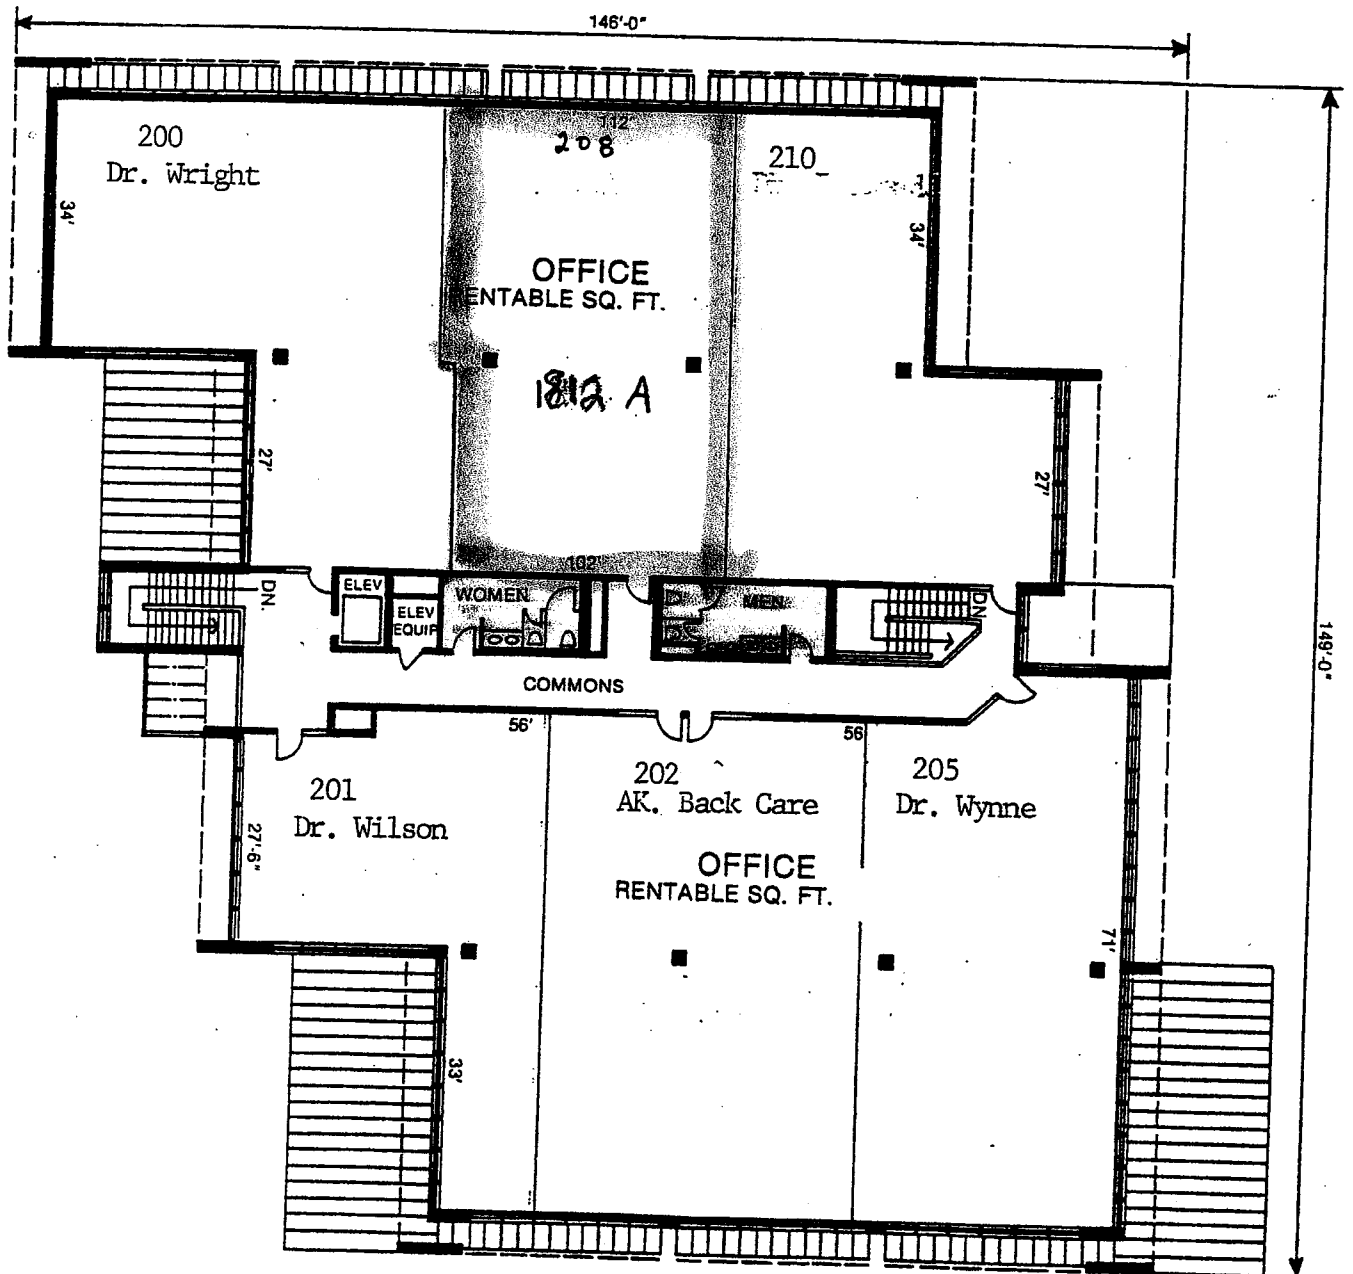 146'-0"
112'
200
Dr. Wright
208
210
34'
34'
OFFICE
RENTABLE SQ. FT.
1812 A
27'
27'
102'
DN.
ELEV
ELEV
EQUIP
WOMEN
MEN
DN
149'-0"
COMMONS
56'
56'
201
Dr. Wilson
202
AK. Back Care
205
Dr. Wynne
27'-6"
OFFICE
RENTABLE SQ. FT.
71'
33'